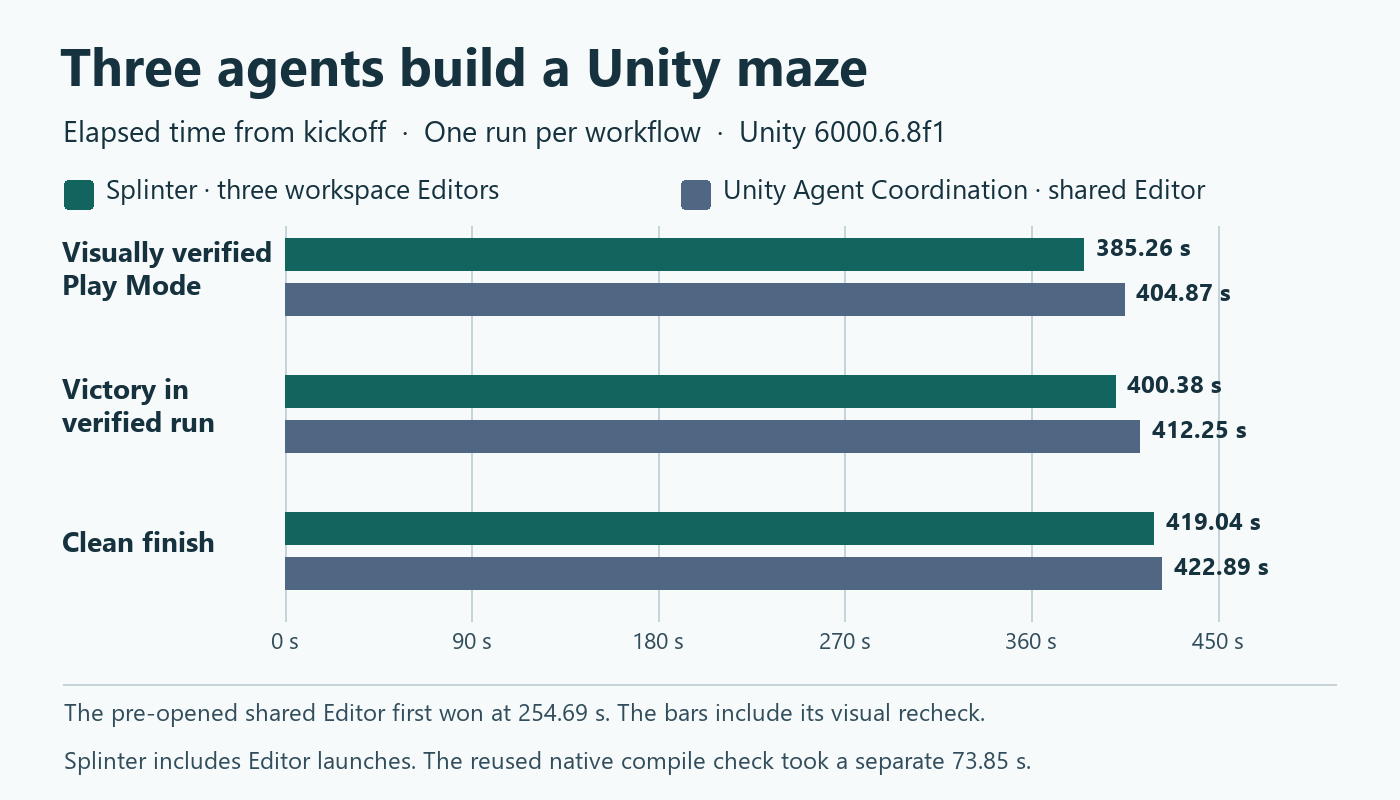 Three agents build a Unity maze
Elapsed time from kickoff · One run per workflow · Unity 6000.6.8f1
Splinter · three workspace Editors
Unity Agent Coordination · shared Editor
Visually verified
Play Mode
385.26 s
404.87 s
Victory in
verified run
400.38 s
412.25 s
Clean finish
419.04 s
422.89 s
0 s
90 s
180 s
270 s
360 s
450 s
The pre-opened shared Editor first won at 254.69 s. The bars include its visual recheck.
Splinter includes Editor launches. The reused native compile check took a separate 73.85 s.